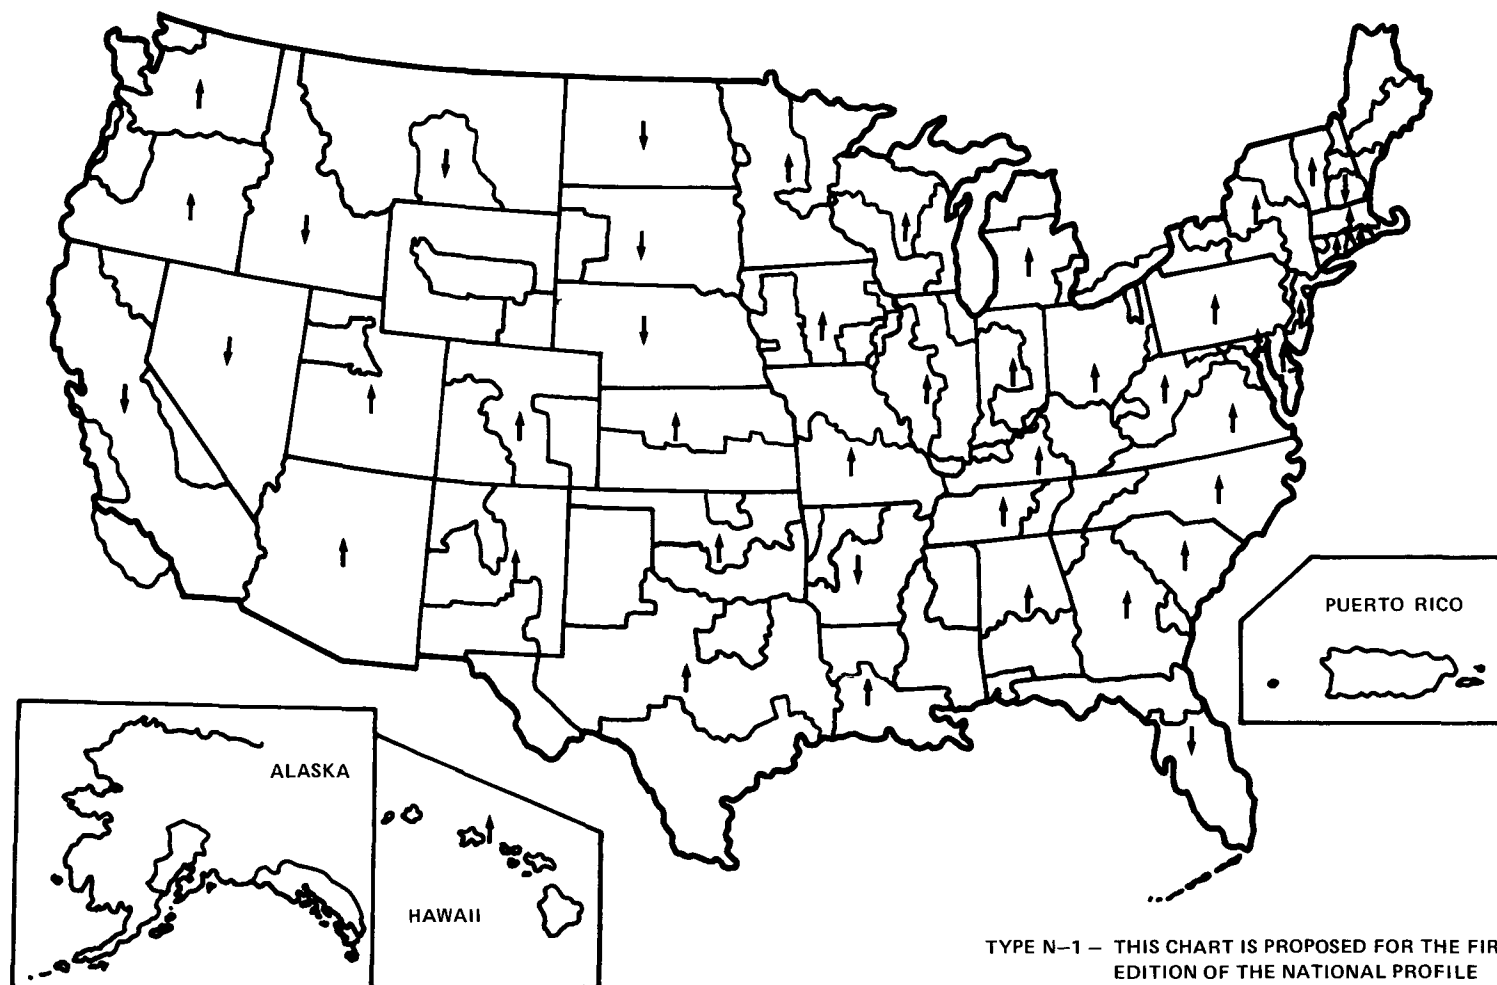 PUERTO RICO
ALASKA
HAWAII
TYPE N–1 – THIS CHART IS PROPOSED FOR THE FIR
EDITION OF THE NATIONAL PROFILE